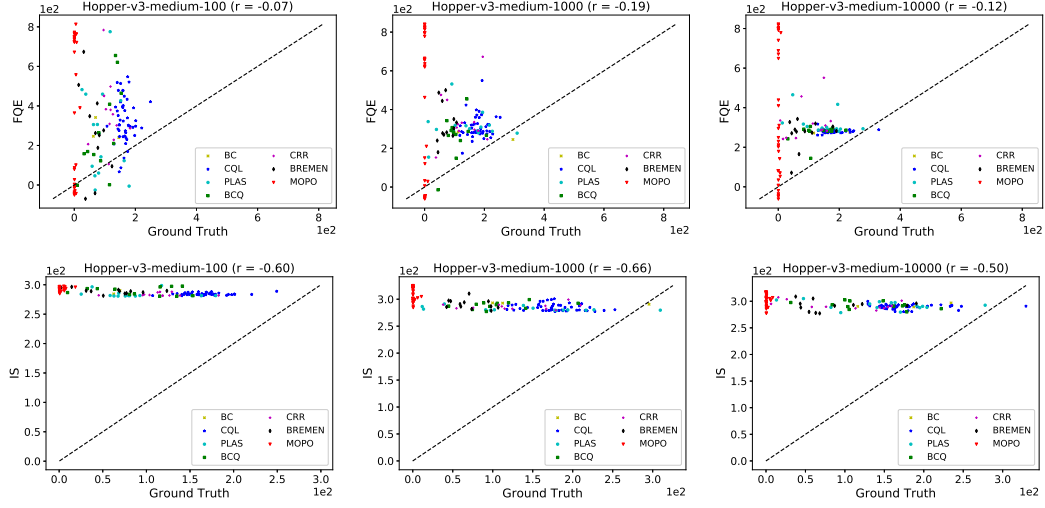 Hopper-v3-medium-100 (r = -0.07)
1e2
8
6
4
2
0
FQE
0 2 4 6 8
1e2
Ground Truth
BC
CQL
PLAS
BCQ
CRR
BREMEN
MOPO
Hopper-v3-medium-1000 (r = -0.19)
1e2
8
6
4
2
0
FQE
0 2 4 6 8
1e2
Ground Truth
BC
CQL
PLAS
BCQ
CRR
BREMEN
MOPO
Hopper-v3-medium-10000 (r = -0.12)
1e2
8
6
4
2
0
FQE
0 2 4 6 8
1e2
Ground Truth
BC
CQL
PLAS
BCQ
CRR
BREMEN
MOPO
Hopper-v3-medium-100 (r = -0.60)
1e2
3.0
2.5
2.0
1.5
1.0
0.5
0.0
IS
0.0 0.5 1.0 1.5 2.0 2.5 3.0
1e2
Ground Truth
BC
CQL
PLAS
BCQ
CRR
BREMEN
MOPO
Hopper-v3-medium-1000 (r = -0.66)
1e2
3.0
2.5
2.0
1.5
1.0
0.5
0.0
IS
0.0 0.5 1.0 1.5 2.0 2.5 3.0
1e2
Ground Truth
BC
CQL
PLAS
BCQ
CRR
BREMEN
MOPO
Hopper-v3-medium-10000 (r = -0.50)
1e2
3.0
2.5
2.0
1.5
1.0
0.5
0.0
IS
0.0 0.5 1.0 1.5 2.0 2.5 3.0
1e2
Ground Truth
BC
CQL
PLAS
BCQ
CRR
BREMEN
MOPO